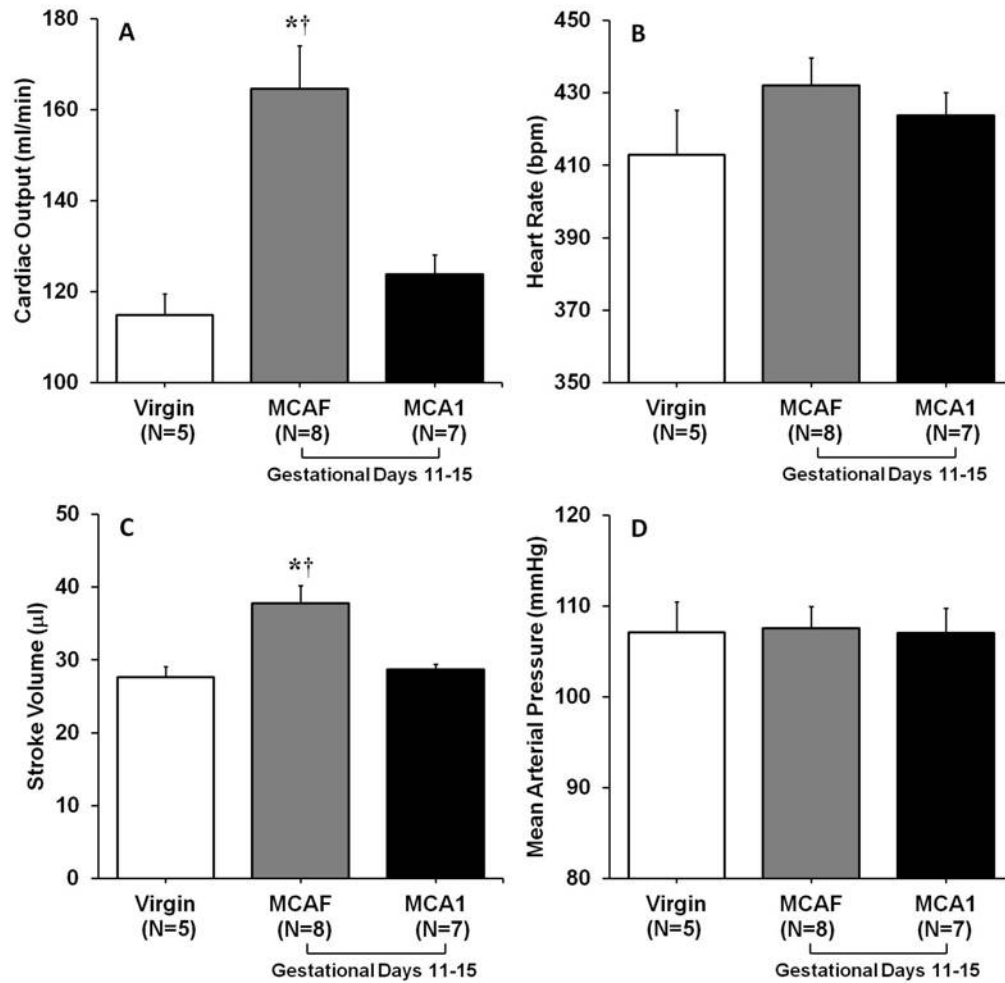 A
Cardiac Output (ml/min)
180
160
140
120
100
*†
Virgin
(N=5)
MCAF
(N=8)
MCA1
(N=7)
Gestational Days 11-15
B
Heart Rate (bpm)
450
430
410
390
370
350
Virgin
(N=5)
MCAF
(N=8)
MCA1
(N=7)
Gestational Days 11-15
C
Stroke Volume (µl)
50
40
30
20
10
0
*†
Virgin
(N=5)
MCAF
(N=8)
MCA1
(N=7)
Gestational Days 11-15
D
Mean Arterial Pressure (mmHg)
120
110
100
90
80
Virgin
(N=5)
MCAF
(N=8)
MCA1
(N=7)
Gestational Days 11-15